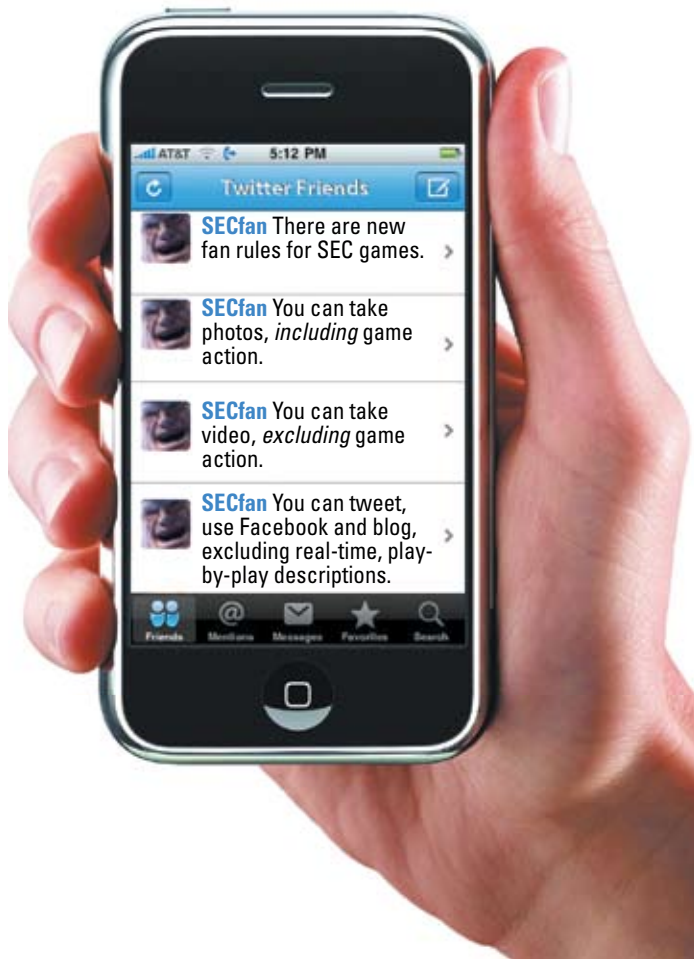 AT&T 5:12 PM
Twitter Friends
SECfan There are new
fan rules for SEC games.
SECfan You can take
photos, including game
action.
SECfan You can take
video, excluding game
action.
SECfan You can tweet,
use Facebook and blog,
excluding real-time, play-
by-play descriptions.
Friends Mentions Messages Favorites Search